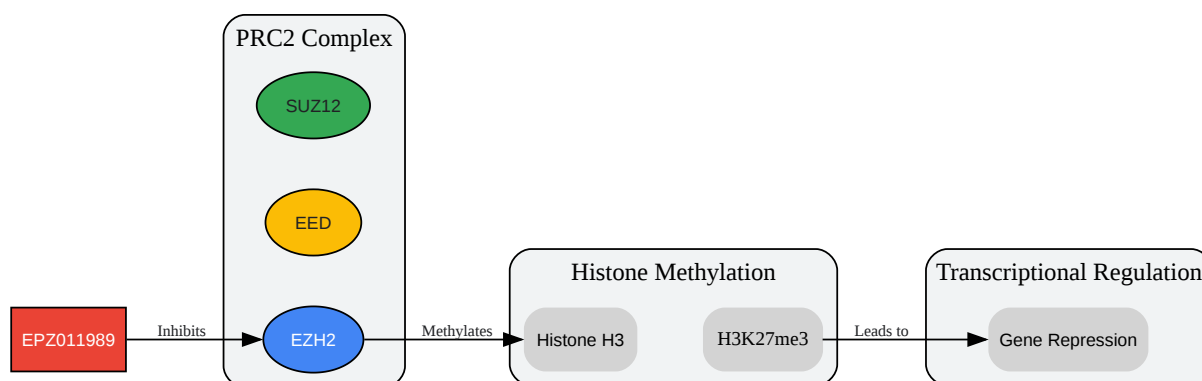 PRC2 Complex
SUZ12
EED
Histone Methylation
Transcriptional Regulation
EPZ011989
Inhibits
EZH2
Methylates
Histone H3
H3K27me3
Leads to
Gene Repression